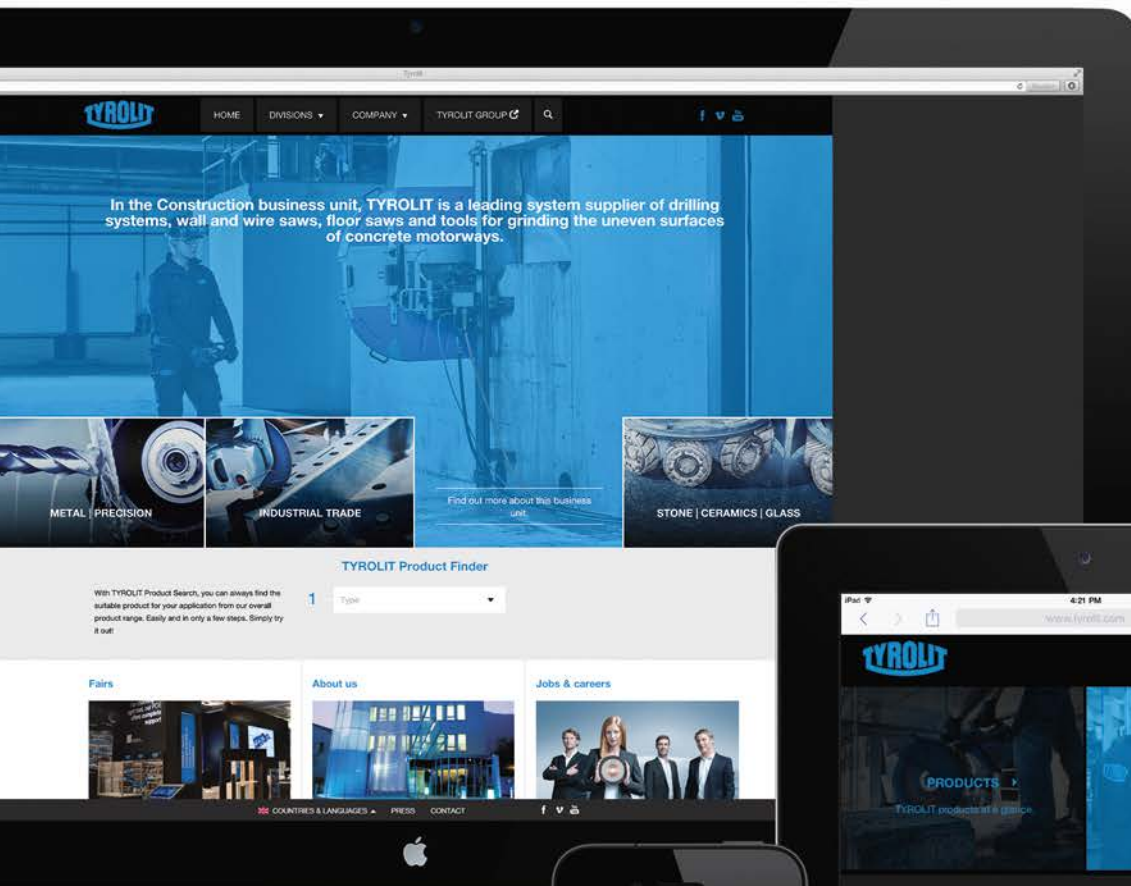 Tyrolit
TYROLIT
HOME
DIVISIONS
COMPANY
TYROLIT GROUP
In the Construction business unit, TYROLIT is a leading system supplier of drilling
systems, wall and wire saws, floor saws and tools for grinding the uneven surfaces
of concrete motorways.
METAL | PRECISION
INDUSTRIAL TRADE
Find out more about this business
unit.
STONE | CERAMICS | GLASS
TYROLIT Product Finder
With TYROLIT Product Search, you can always find the
suitable product for your application from our overall
product range. Easily and in only a few steps. Simply try
it out!
1
Type
Fairs
About us
Jobs & careers
COUNTRIES & LANGUAGES
PRESS
CONTACT
iPad
4:21 PM
www.tyrolit.com
TYROLIT
PRODUCTS
TYROLIT products at a glance.